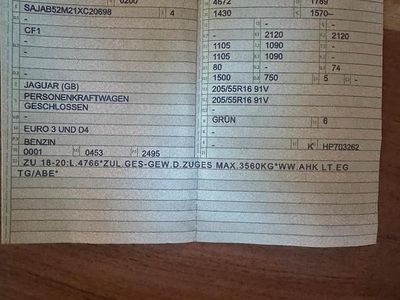 0200 4672 1789
SAJAB52M21XC20698 4 1430 1570—
— —
CF1 — 2120 2120
— 1105 1090 —
1105 1090 —
80 — 74
— 1500 750 5 —
JAGUAR (GB) 205/55R16 91V
PERSONENKRAFTWAGEN 205/55R16 91V
GESCHLOSSEN —
— GRÜN 6
EURO 3 UND D4
BENZIN — K HP703262
0001 0453 2495
ZU 18-20:L.4766*ZUL.GES-GEW.D.ZUGES MAX.3560KG*WW.AHK LT.EG
TG/ABE*